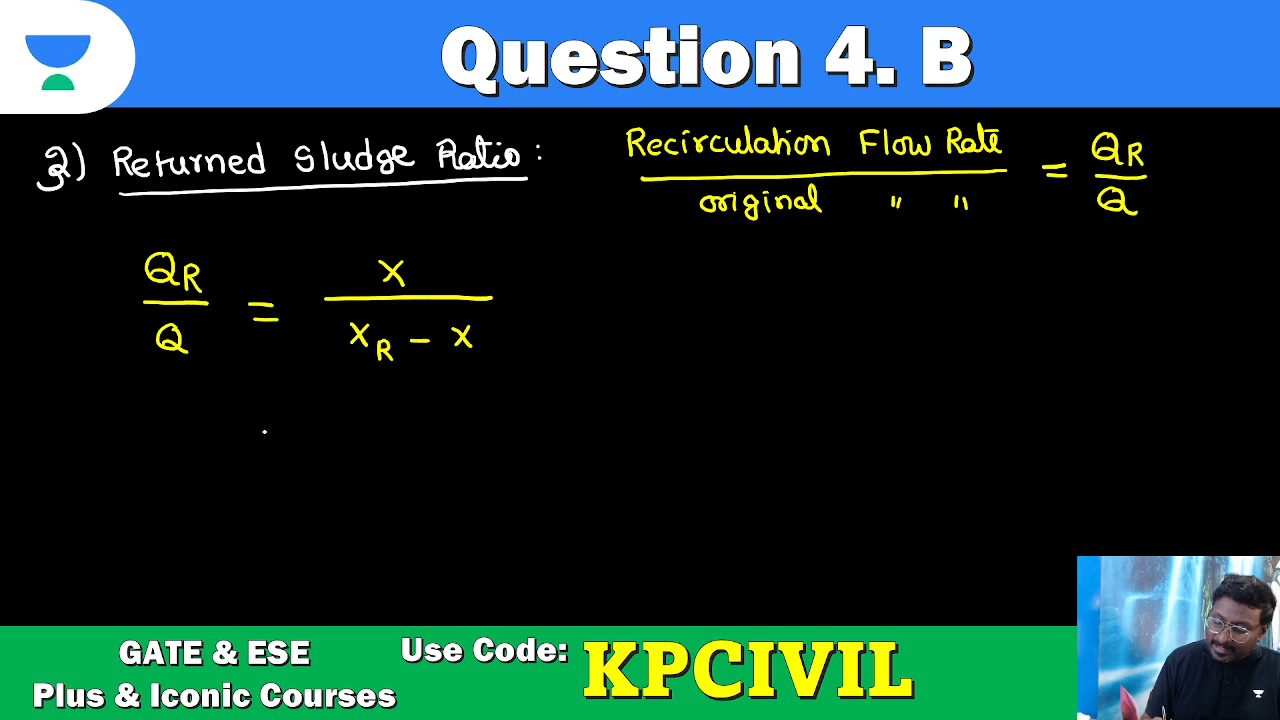 Question 4. B
2) Returned Sludge Ratio: Recirculation Flow Rate / original " " = QR / Q
QR / Q = X / XR - X
GATE & ESE
Plus & Iconic Courses
Use Code: KPCIVIL